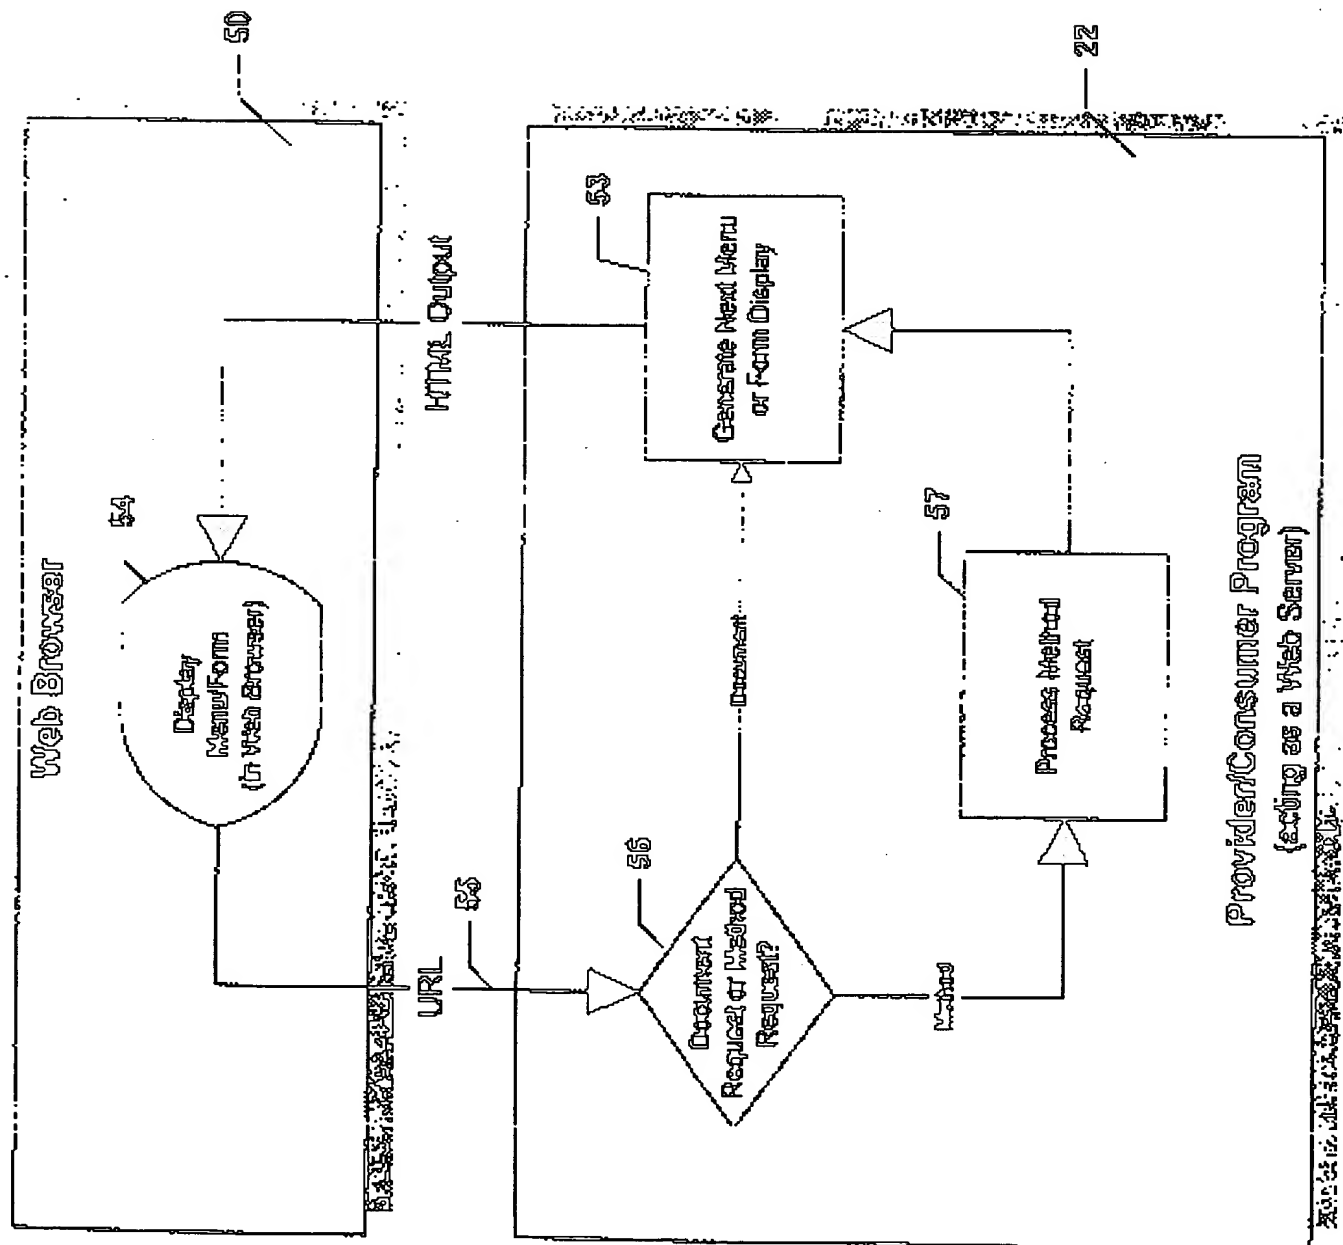 50
Web Browser
54
Display
Menu/Form
(in Web Browser)
URL
55
HTML Output
56
Document
Request or Method
Request?
Document
53
Generate Next Menu
or Form Display
Method
57
Process Method
Request
22
Provider/Consumer Program
(acting as a Web Server)